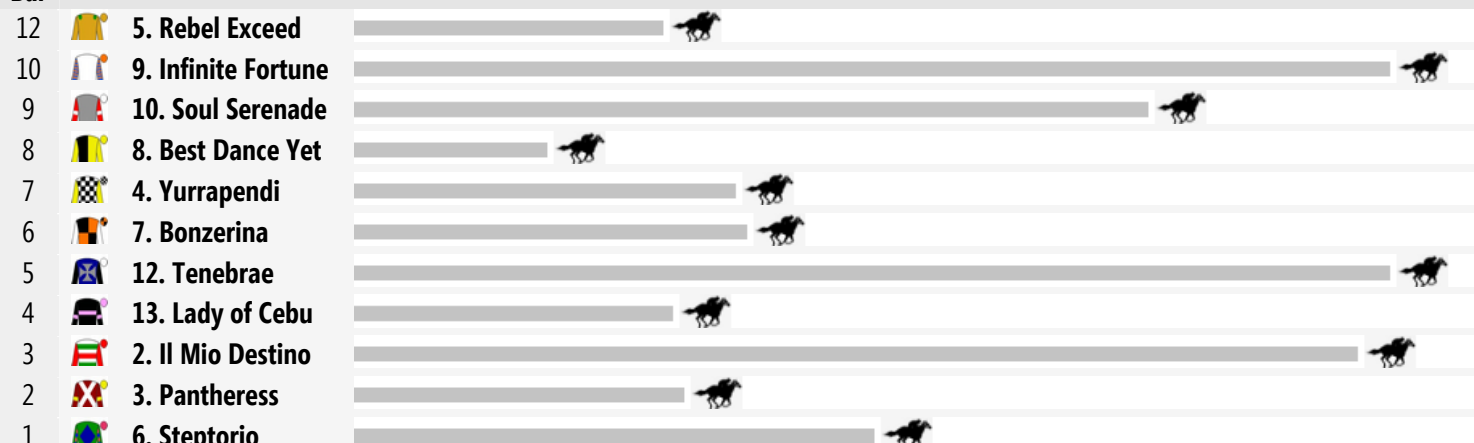 Bar
12 5. Rebel Exceed
10 9. Infinite Fortune
9 10. Soul Serenade
8 8. Best Dance Yet
7 4. Yurrapendi
6 7. Bonzerina
5 12. Tenebrae
4 13. Lady of Cebu
3 2. Il Mio Destino
2 3. Pantheress
1 6. Steptorio